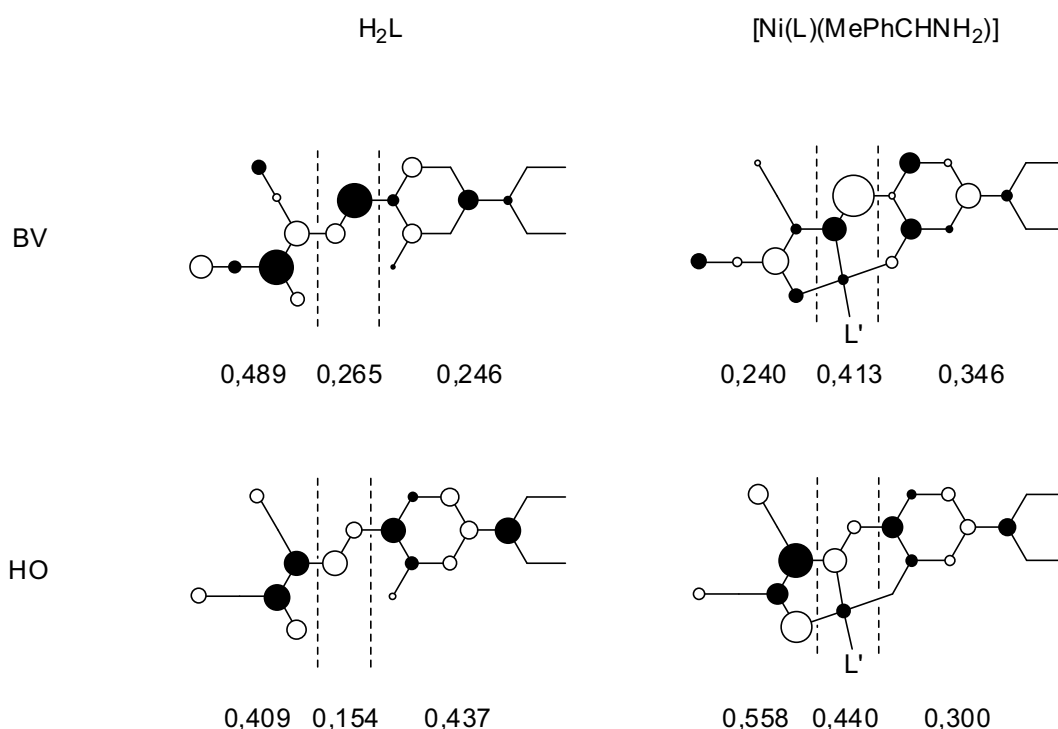 H₂L [Ni(L)(MePhCHNH₂)]
BV
L'
0,489 0,265 0,246 0,240 0,413 0,346
HO
L'
0,409 0,154 0,437 0,558 0,440 0,300